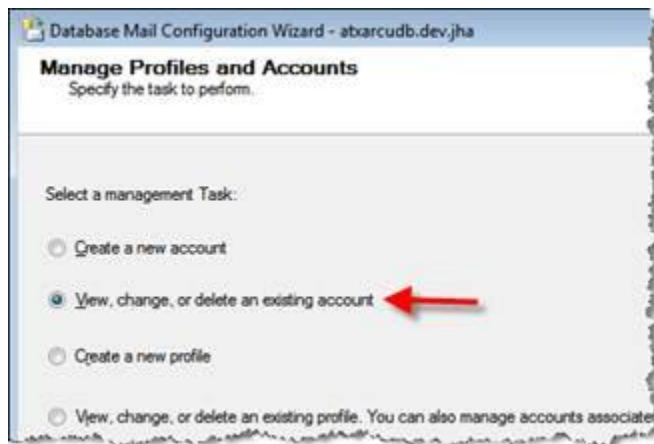 Database Mail Configuration Wizard - atxarcudb.dev.jha
Manage Profiles and Accounts
Specify the task to perform.
Select a management Task:
Create a new account
View, change, or delete an existing account
Create a new profile
View, change, or delete an existing profile. You can also manage accounts associate